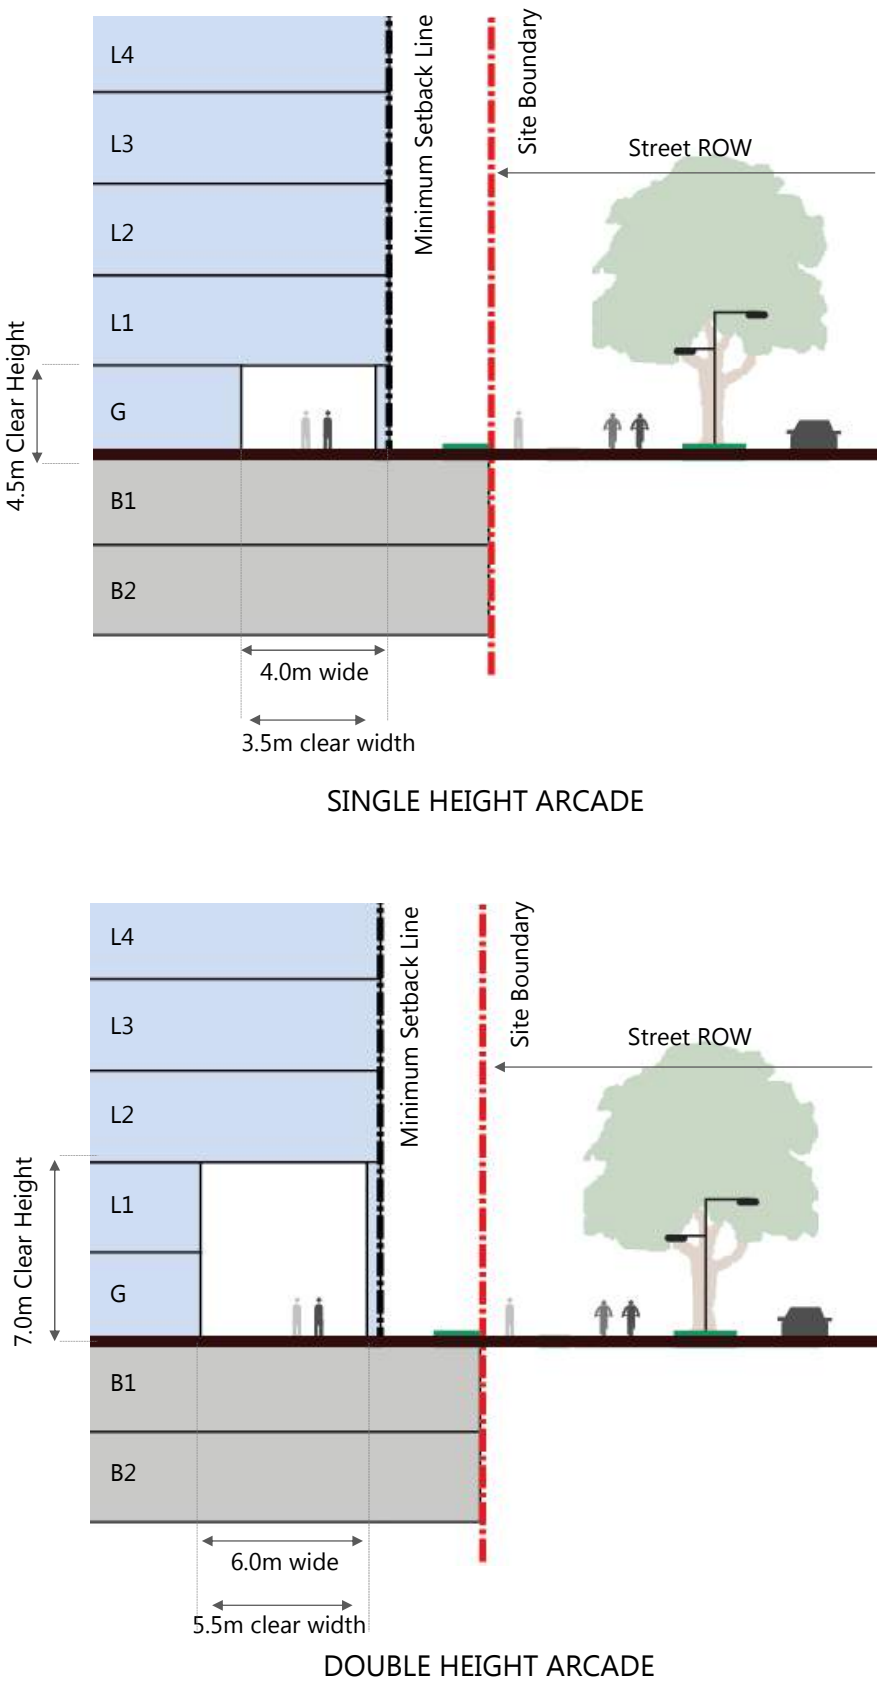 L4
L3
L2
L1
G
B1
B2
Minimum Setback Line
Site Boundary
Street ROW
4.5m Clear Height
4.0m wide
3.5m clear width
SINGLE HEIGHT ARCADE
L4
L3
L2
L1
G
B1
B2
Minimum Setback Line
Site Boundary
Street ROW
7.0m Clear Height
6.0m wide
5.5m clear width
DOUBLE HEIGHT ARCADE